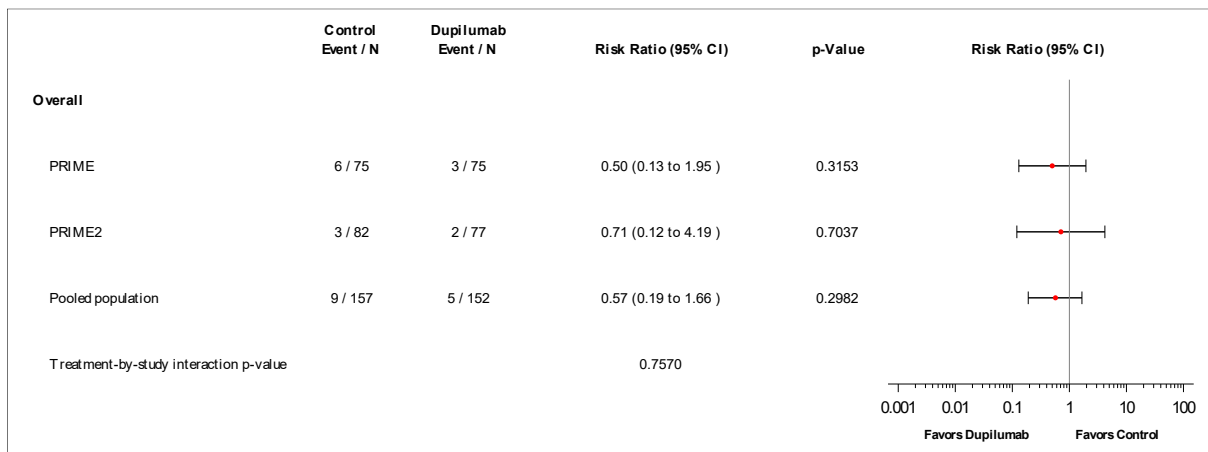 Control Dupilumab
Event / N Event / N Risk Ratio (95% CI) p-Value Risk Ratio (95% CI)
Overall
PRIME 6 / 75 3 / 75 0.50 (0.13 to 1.95 ) 0.3153
PRIME2 3 / 82 2 / 77 0.71 (0.12 to 4.19 ) 0.7037
Pooled population 9 / 157 5 / 152 0.57 (0.19 to 1.66 ) 0.2982
Treatment-by-study interaction p-value 0.7570
0.001 0.01 0.1 1 10 100
Favors Dupilumab Favors Control